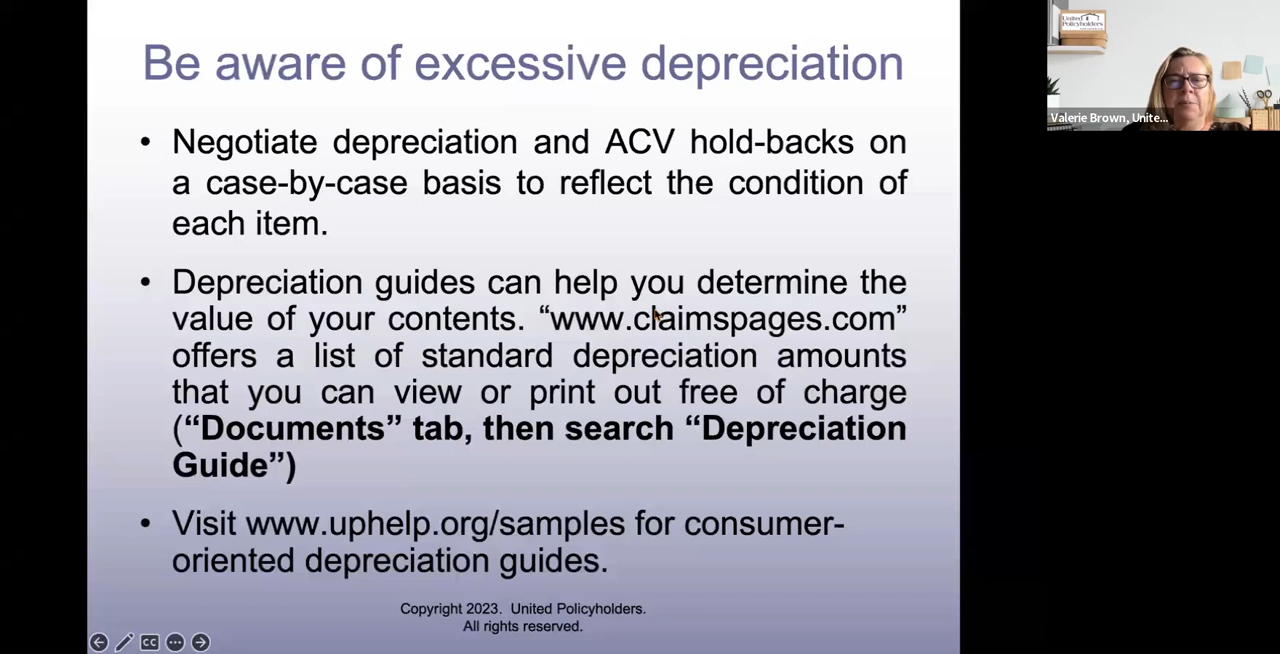 Be aware of excessive depreciation
• Negotiate depreciation and ACV hold-backs on
a case-by-case basis to reflect the condition of
each item.
• Depreciation guides can help you determine the
value of your contents. “www.claimspages.com”
offers a list of standard depreciation amounts
that you can view or print out free of charge
(“Documents” tab, then search “Depreciation
Guide”)
• Visit www.uphelp.org/samples for consumer-
oriented depreciation guides.
Copyright 2023. United Policyholders.
All rights reserved.
CC
United
Policyholders
Valerie Brown, Unite...